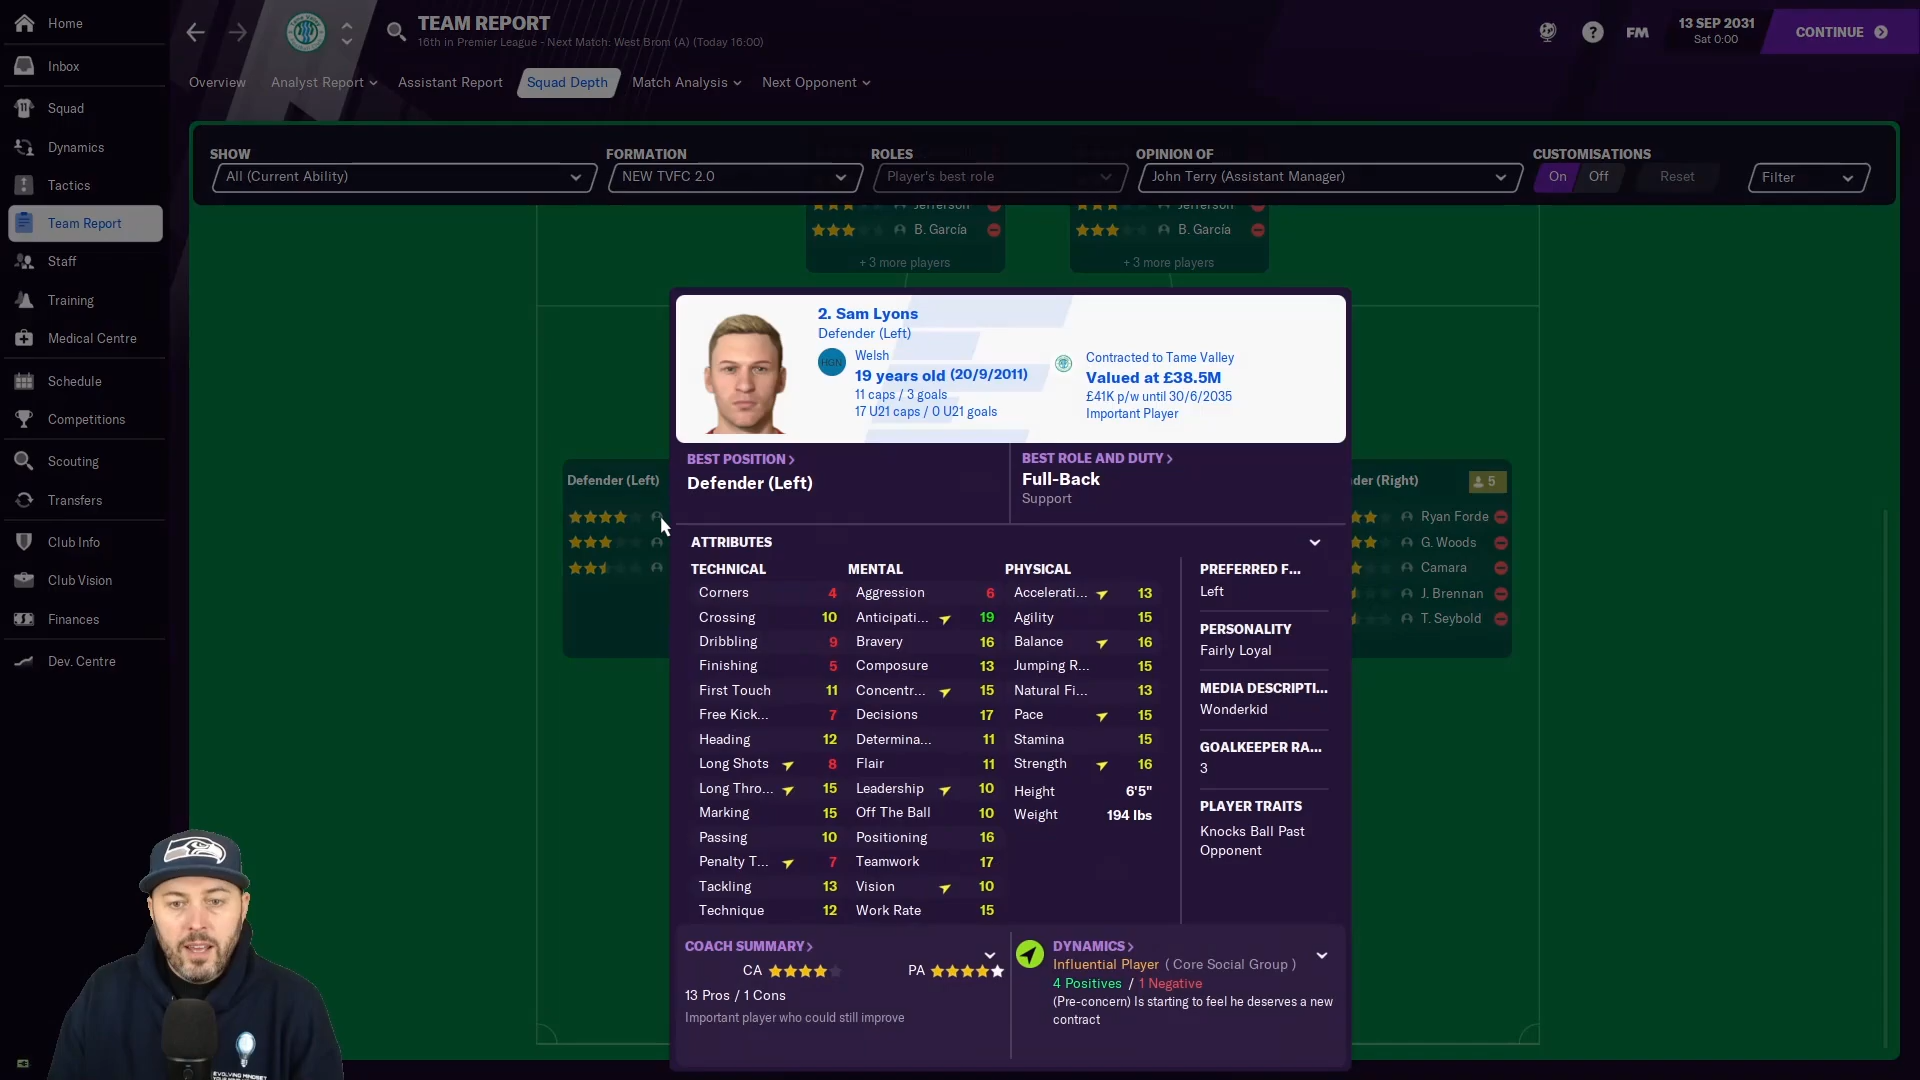 Home
Inbox
Squad
Dynamics
Tactics
Team Report
Staff
Training
Medical Centre
Schedule
Competitions
Scouting
Transfers
Club Info
Club Vision
Finances
Dev. Centre
TEAM REPORT
16th in Premier League - Next Match: West Brom (A) (Today 16:00)
FM
13 SEP 2031
Sat 0:00
CONTINUE
Overview
Analyst Report
Assistant Report
Squad Depth
Match Analysis
Next Opponent
SHOW
All (Current Ability)
FORMATION
NEW TVFC 2.0
ROLES
Player's best role
OPINION OF
John Terry (Assistant Manager)
CUSTOMISATIONS
On
Off
Reset
Filter
Jefferson
B. García
+ 3 more players
Jefferson
B. García
+ 3 more players
Defender (Left)
der (Right)
5
Ryan Forde
G. Woods
Camara
J. Brennan
T. Seybold
2. Sam Lyons
Defender (Left)
HGN
Welsh
19 years old (20/9/2011)
11 caps / 3 goals
17 U21 caps / 0 U21 goals
Contracted to Tame Valley
Valued at £38.5M
£41K p/w until 30/6/2035
Important Player
BEST POSITION
Defender (Left)
BEST ROLE AND DUTY
Full-Back
Support
ATTRIBUTES
TECHNICAL
Corners 4
Crossing 10
Dribbling 9
Finishing 5
First Touch 11
Free Kick... 7
Heading 12
Long Shots 8
Long Thro... 15
Marking 15
Passing 10
Penalty T... 7
Tackling 13
Technique 12
MENTAL
Aggression 6
Anticipati... 19
Bravery 16
Composure 13
Concentr... 15
Decisions 17
Determina... 11
Flair 11
Leadership 10
Off The Ball 10
Positioning 16
Teamwork 17
Vision 10
Work Rate 15
PHYSICAL
Accelerati... 13
Agility 15
Balance 16
Jumping R... 15
Natural Fi... 13
Pace 15
Stamina 15
Strength 16
Height 6'5"
Weight 194 lbs
PREFERRED F...
Left
PERSONALITY
Fairly Loyal
MEDIA DESCRIPTI...
Wonderkid
GOALKEEPER RA...
3
PLAYER TRAITS
Knocks Ball Past
Opponent
COACH SUMMARY
CA
PA
13 Pros / 1 Cons
Important player who could still improve
DYNAMICS
Influential Player ( Core Social Group )
4 Positives / 1 Negative
(Pre-concern) Is starting to feel he deserves a new
contract
EVOLVING MINDSET